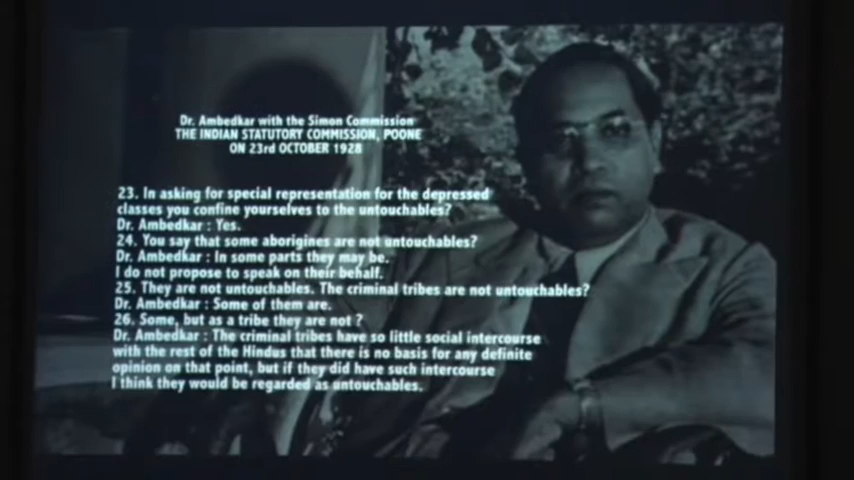 Dr. Ambedkar with the Simon Commission
THE INDIAN STATUTORY COMMISSION, POONE
ON 23rd OCTOBER 1928
23. In asking for special representation for the depressed
classes you confine yourselves to the untouchables?
Dr. Ambedkar : Yes.
24. You say that some aborigines are not untouchables?
Dr. Ambedkar : In some parts they may be.
I do not propose to speak on their behalf.
25. They are not untouchables. The criminal tribes are not untouchables?
Dr. Ambedkar : Some of them are.
26. Some, but as a tribe they are not ?
Dr. Ambedkar : The criminal tribes have so little social intercourse
with the rest of the Hindus that there is no basis for any definite
opinion on that point, but if they did have such intercourse
I think they would be regarded as untouchables.